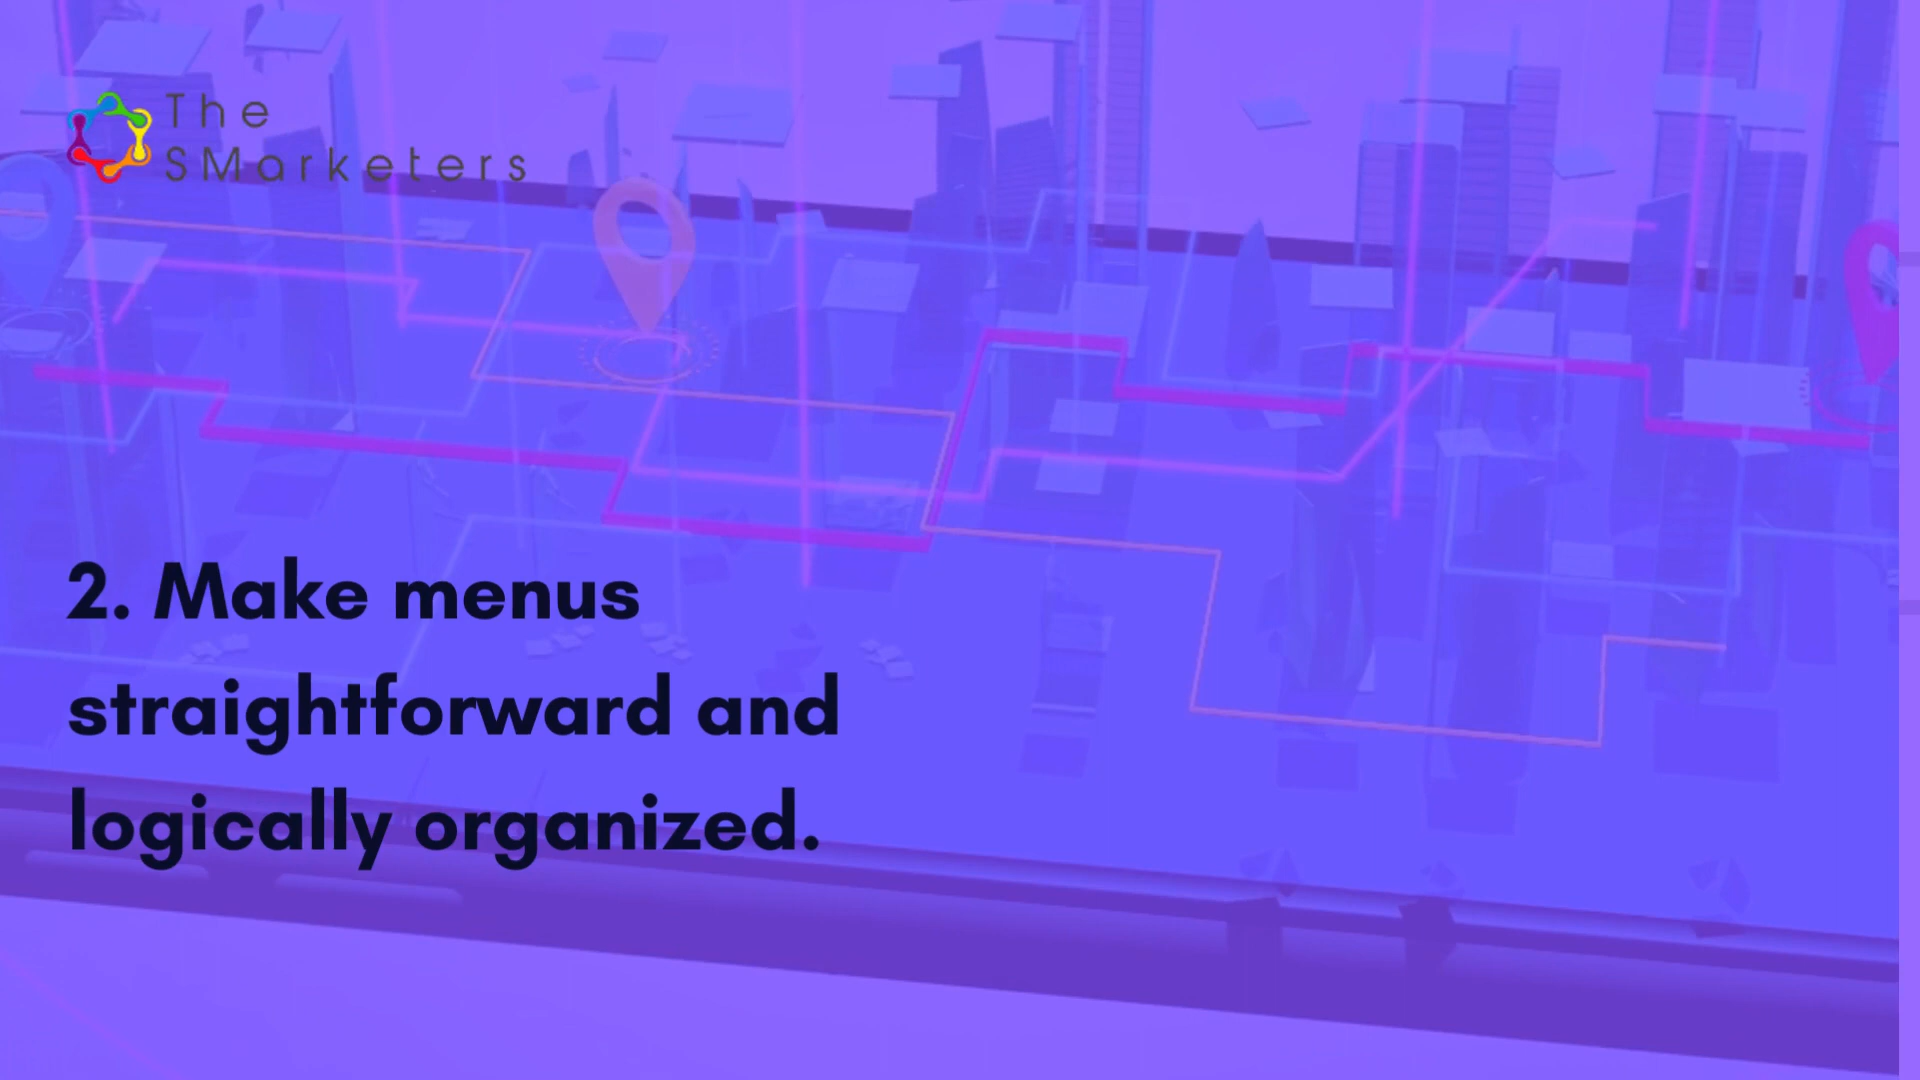 The
SMarketers
2. Make menus
straightforward and
logically organized.